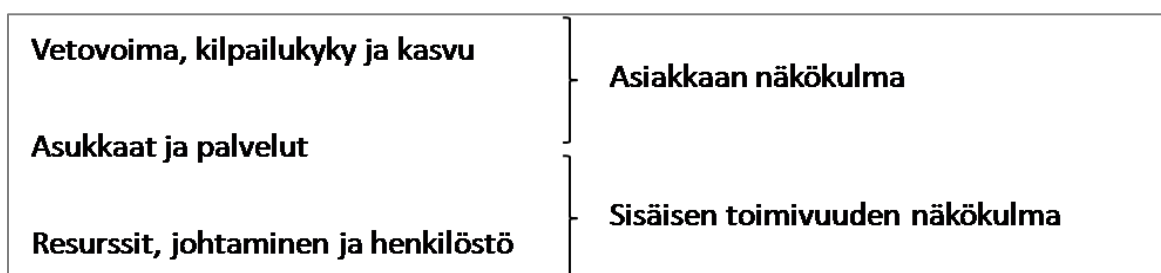 Vetovoima, kilpailukyky ja kasvu
Asiakkaan näkökulma
Asukkaat ja palvelut
Sisäisen toimivuuden näkökulma
Resurssit, johtaminen ja henkilöstö